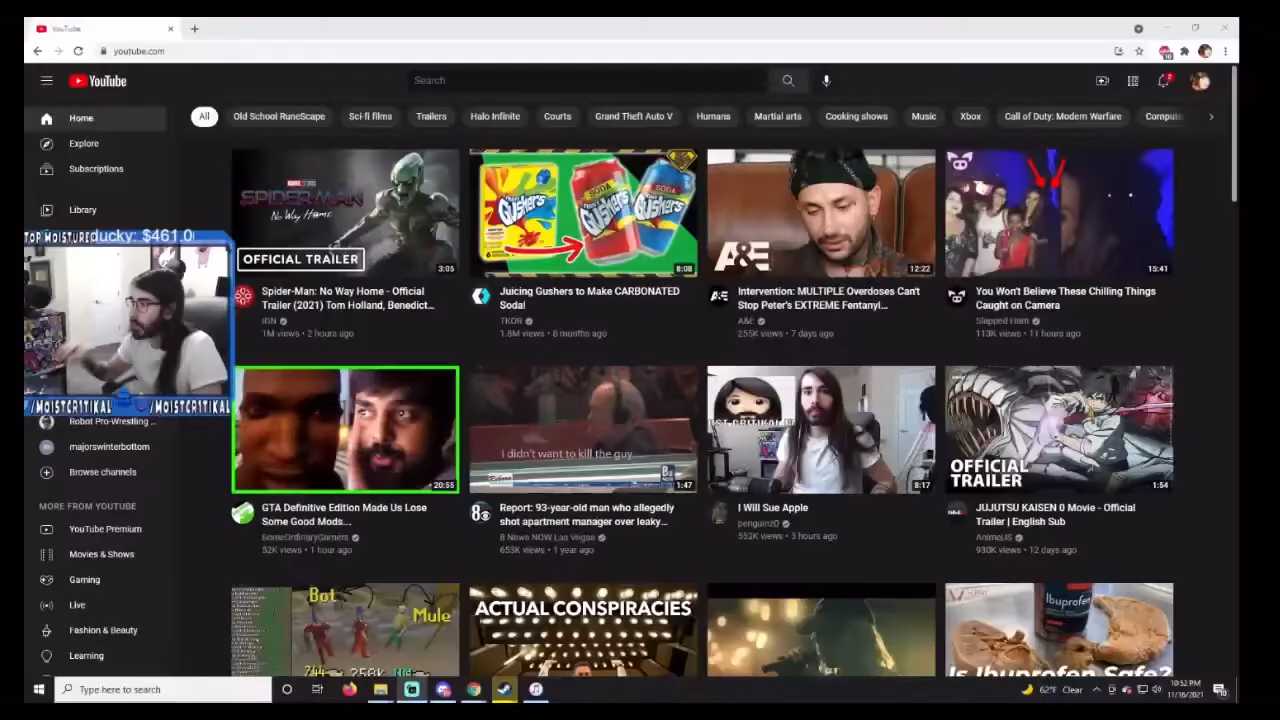 YouTube
youtube.com
YouTube
Search
All
Old School RuneScape
Sci-fi films
Trailers
Halo Infinite
Courts
Grand Theft Auto V
Humans
Martial arts
Cooking shows
Music
Xbox
Call of Duty: Modern Warfare
Compute
Home
Explore
Subscriptions
Library
TOP MOISTURE
lucky: $461.0
/MOISTCR1TIKAL
/MOISTCR1TIKAL
Robot Pro-Wrestling ...
majorswinterbottom
Browse channels
MORE FROM YOUTUBE
YouTube Premium
Movies & Shows
Gaming
Live
Fashion & Beauty
Learning
SPIDER-MAN
No Way Home
OFFICIAL TRAILER
3:05
Spider-Man: No Way Home - Official
Trailer (2021) Tom Holland, Benedict...
IGN
1M views • 2 hours ago
Gushers
SODA
Gushers
SODA
Gushers
8:08
Juicing Gushers to Make CARBONATED
Soda!
TKOR
1.8M views • 8 months ago
A&E
12:22
Intervention: MULTIPLE Overdoses Can't
Stop Peter's EXTREME Fentanyl...
A&E
255K views • 7 days ago
15:41
You Won't Believe These Chilling Things
Caught on Camera
Slapped Ham
113K views • 11 hours ago
20:55
GTA Definitive Edition Made Us Lose
Some Good Mods...
SomeOrdinaryGamers
52K views • 1 hour ago
I didn't want to kill the guy
1:47
Report: 93-year-old man who allegedly
shot apartment manager over leaky...
8 News NOW Las Vegas
653K views • 1 year ago
8:17
I Will Sue Apple
penguinz0
552K views • 3 hours ago
OFFICIAL
TRAILER
1:54
JUJUTSU KAISEN 0 Movie - Official
Trailer | English Sub
AnimeUS
930K views • 12 days ago
Bot
Mule
ACTUAL CONSPIRACIES
Ibuprofen
Is Ibuprofen Safe?
Type here to search
62°F Clear
10:52 PM
11/16/2021